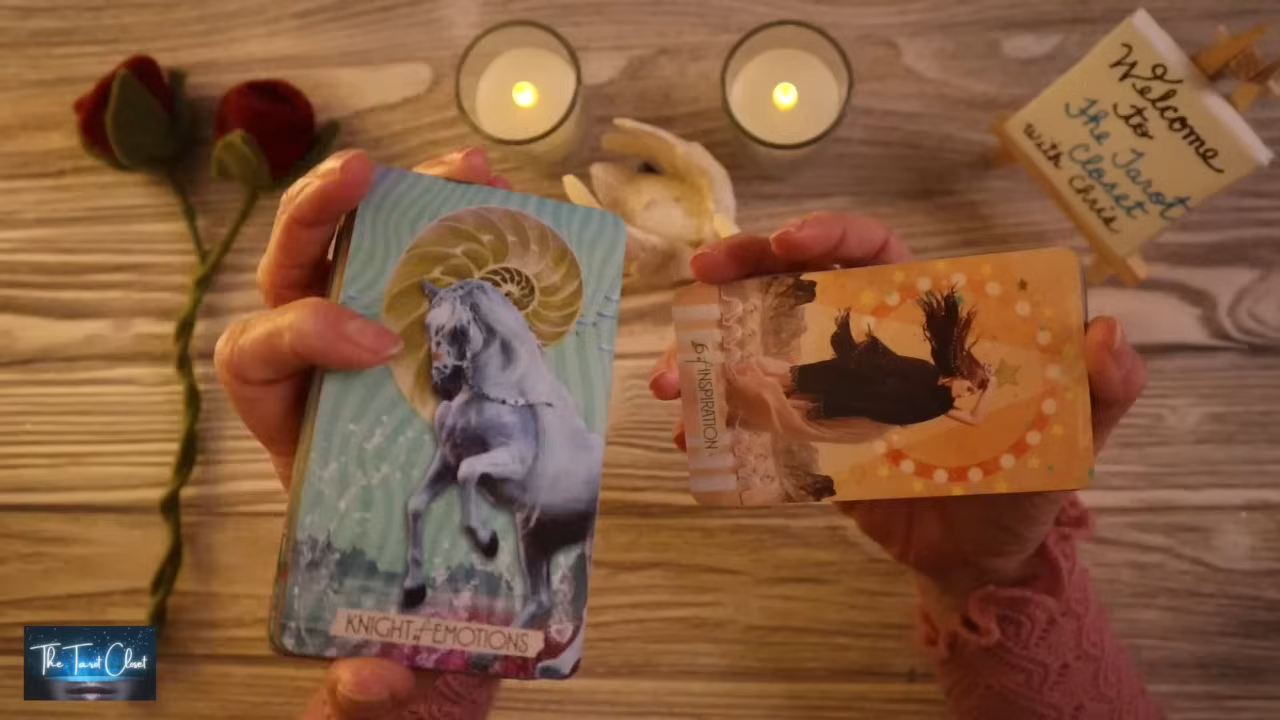 Welcome
to
The Tarot
Closet
with Chris
6 of INSPIRATION
KNIGHT of EMOTIONS
The Tarot Closet